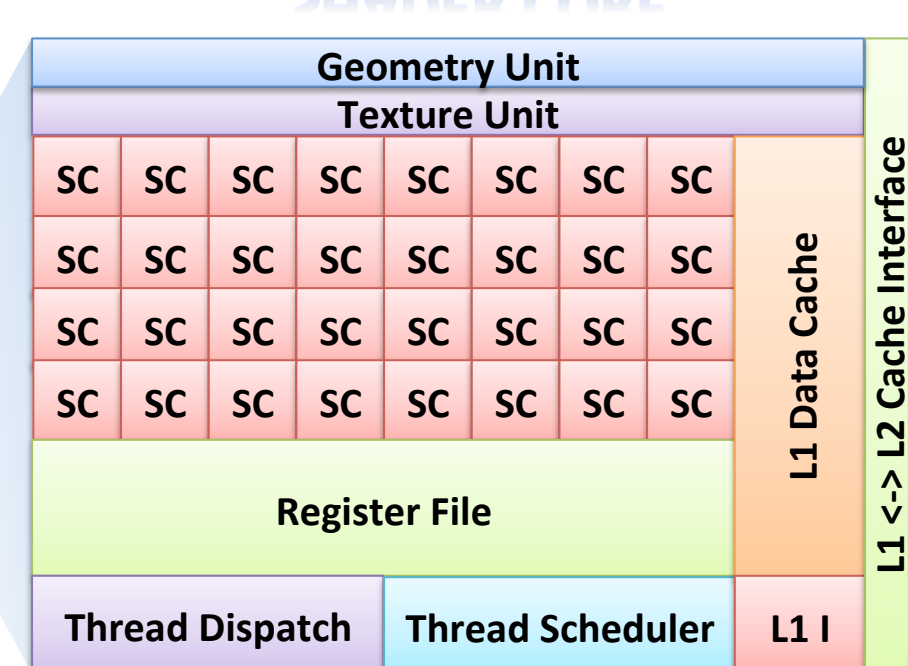 Geometry Unit
Texture Unit
SC SC SC SC SC SC SC SC
SC SC SC SC SC SC SC SC
SC SC SC SC SC SC SC SC
SC SC SC SC SC SC SC SC
L1 Data Cache
L1 <-> L2 Cache Interface
Register File
Thread Dispatch
Thread Scheduler
L1 I